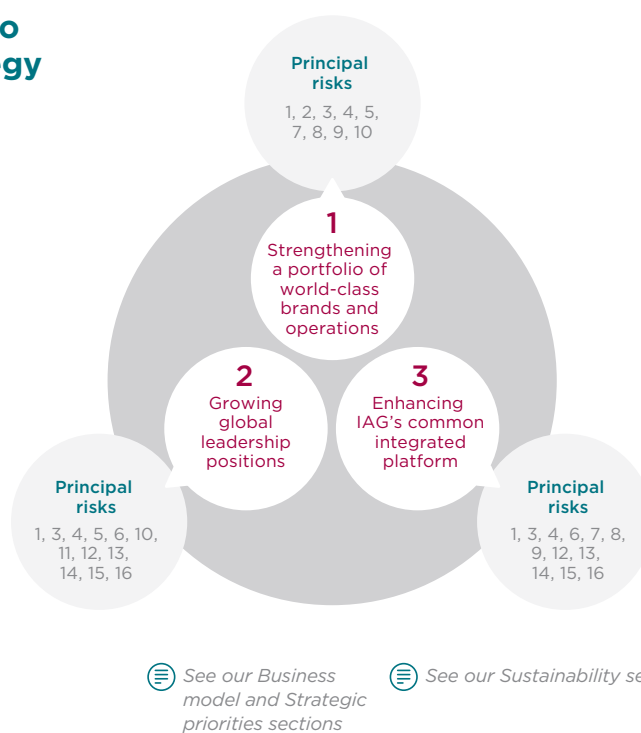 o
gy
Principal
risks
1, 2, 3, 4, 5,
7, 8, 9, 10
1
Strengthening
a portfolio of
world-class
brands and
operations
2
Growing
global
leadership
positions
3
Enhancing
IAG’s common
integrated
platform
Principal
risks
1, 3, 4, 5, 6, 10,
11, 12, 13,
14, 15, 16
Principal
risks
1, 3, 4, 6, 7, 8,
9, 12, 13,
14, 15, 16
See our Business
model and Strategic
priorities sections
See our Sustainability se